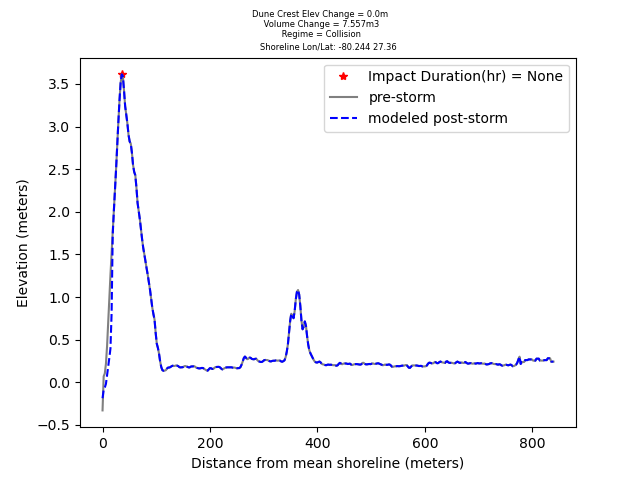 Dune Crest Elev Change = 0.0m
Volume Change = 7.557m3
Regime = Collision
Shoreline Lon/Lat: -80.244 27.36
Impact Duration(hr) = None
pre-storm
modeled post-storm
Elevation (meters)
3.5
3.0
2.5
2.0
1.5
1.0
0.5
0.0
−0.5
0
200
400
600
800
Distance from mean shoreline (meters)